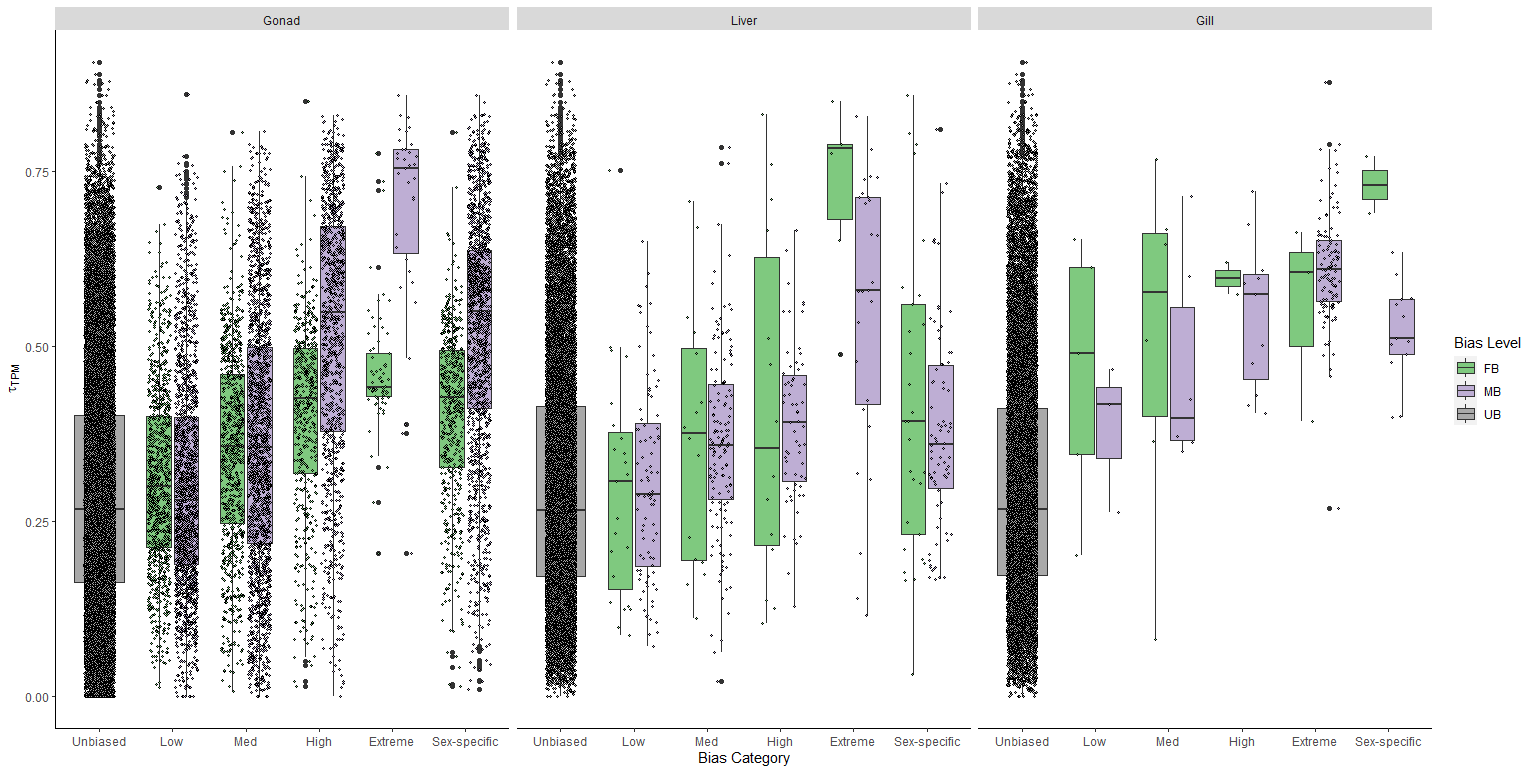 Gonad Liver Gill
τTPM
0.75
0.50
0.25
0.00
Unbiased Low Med High Extreme Sex-specific Unbiased Low Med High Extreme Sex-specific Unbiased Low Med High Extreme Sex-specific
Bias Category
Bias Level
FB
MB
UB